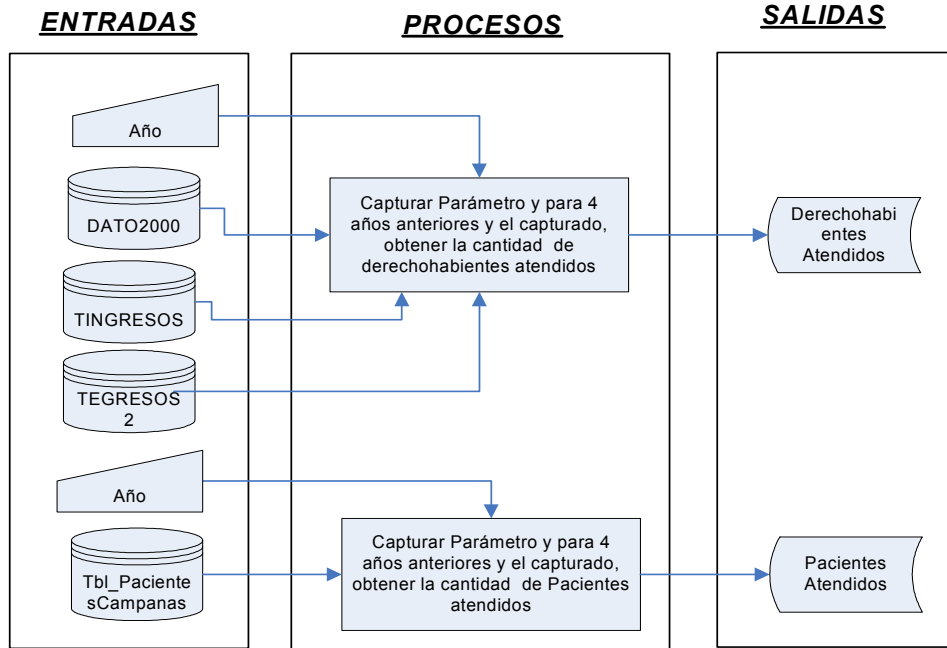 ENTRADAS
PROCESOS
SALIDAS
Año
DATO2000
TINGRESOS
TEGRESOS
2
Año
Tbl_Paciente
sCampanas
Capturar Parámetro y para 4
años anteriores y el capturado,
obtener la cantidad de
derechohabientes atendidos
Capturar Parámetro y para 4
años anteriores y el capturado,
obtener la cantidad de Pacientes
atendidos
Derechohabi
entes
Atendidos
Pacientes
Atendidos